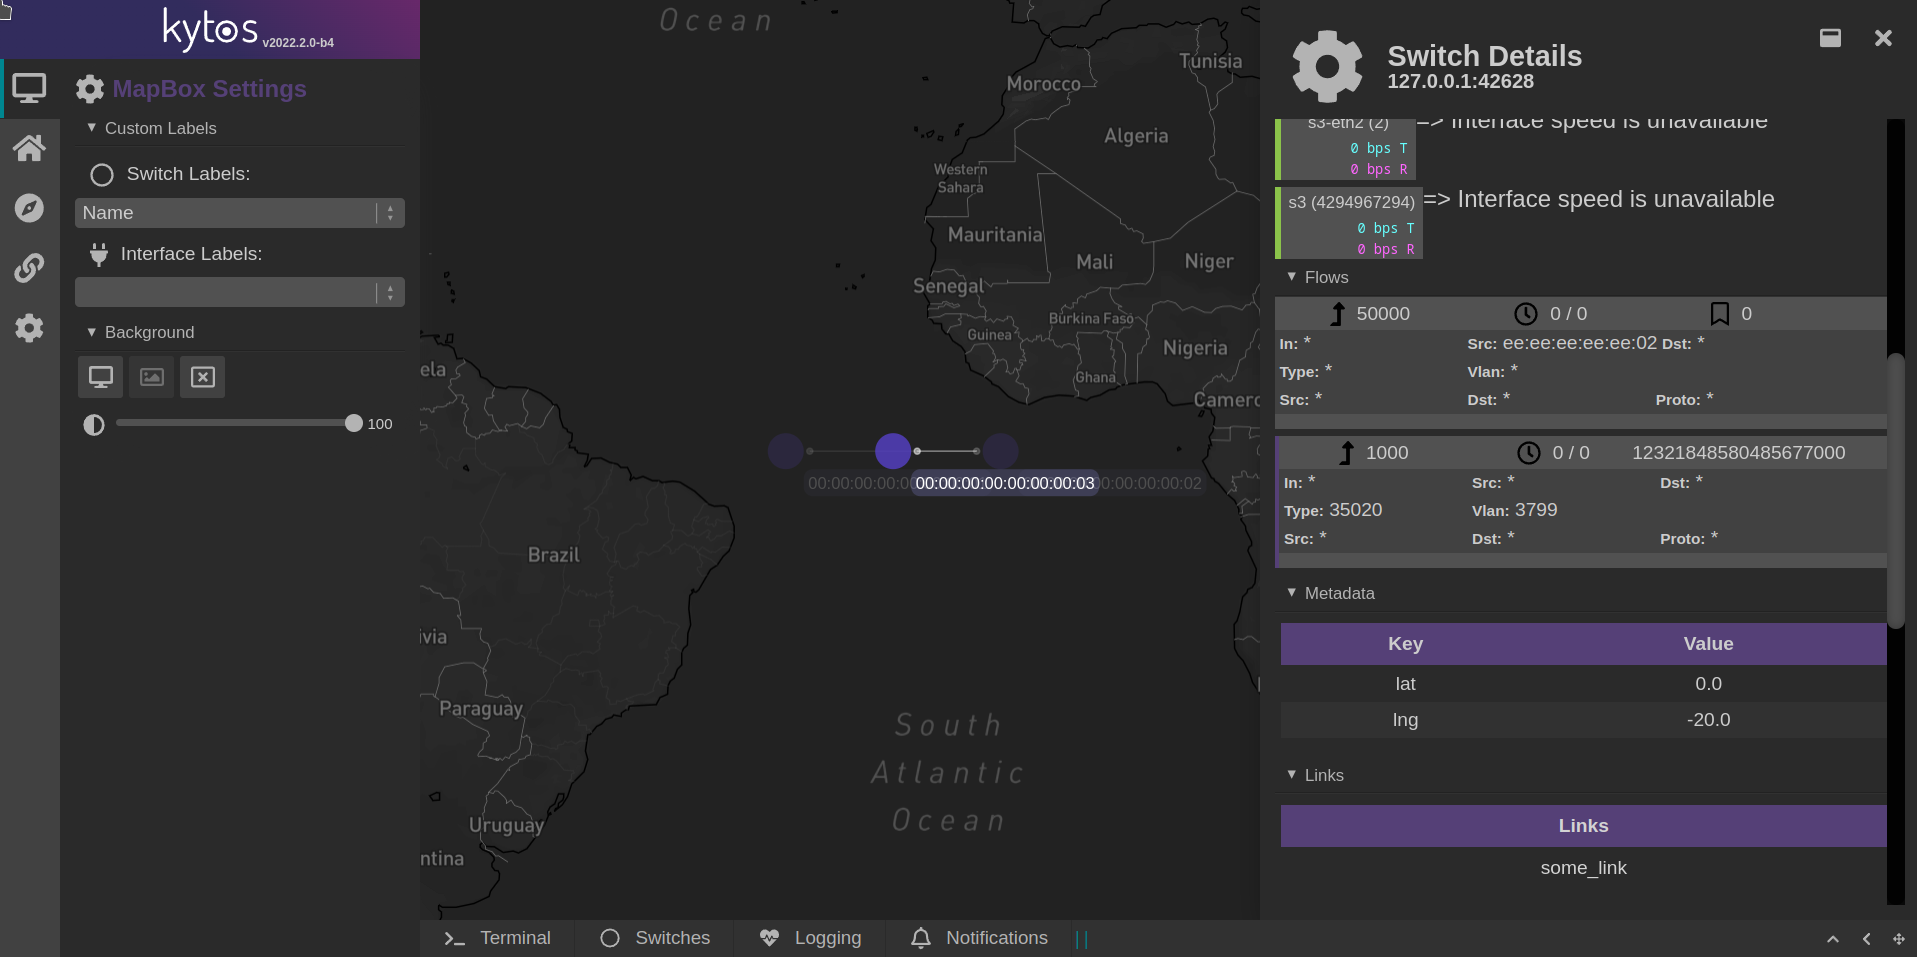 kytos v2022.2.0-b4
MapBox Settings
Custom Labels
Switch Labels:
Name
Interface Labels:
Background
100
Ocean
Tunisia
Morocco
Algeria
Western
Sahara
Mauritania
Mali
Niger
Senegal
Burkina Faso
Guinea
Nigeria
Ghana
ela
Camero
00:00:00:00:0
00:00:00:00:00:00:00:03
00:00:00:00:02
Brazil
ivia
Paraguay
South
Atlantic
Ocean
Uruguay
ntina
Switch Details
127.0.0.1:42628
s3-eth2 (2)
=> Interface speed is unavailable
0 bps T
0 bps R
s3 (4294967294)
=> Interface speed is unavailable
0 bps T
0 bps R
Flows
50000 0 / 0 0
In: * Src: ee:ee:ee:ee:ee:02 Dst: *
Type: * Vlan: *
Src: * Dst: * Proto: *
1000 0 / 0 12321848580485677000
In: * Src: * Dst: *
Type: 35020 Vlan: 3799
Src: * Dst: * Proto: *
Metadata
Key Value
lat 0.0
lng -20.0
Links
Links
some_link
Terminal Switches Logging Notifications